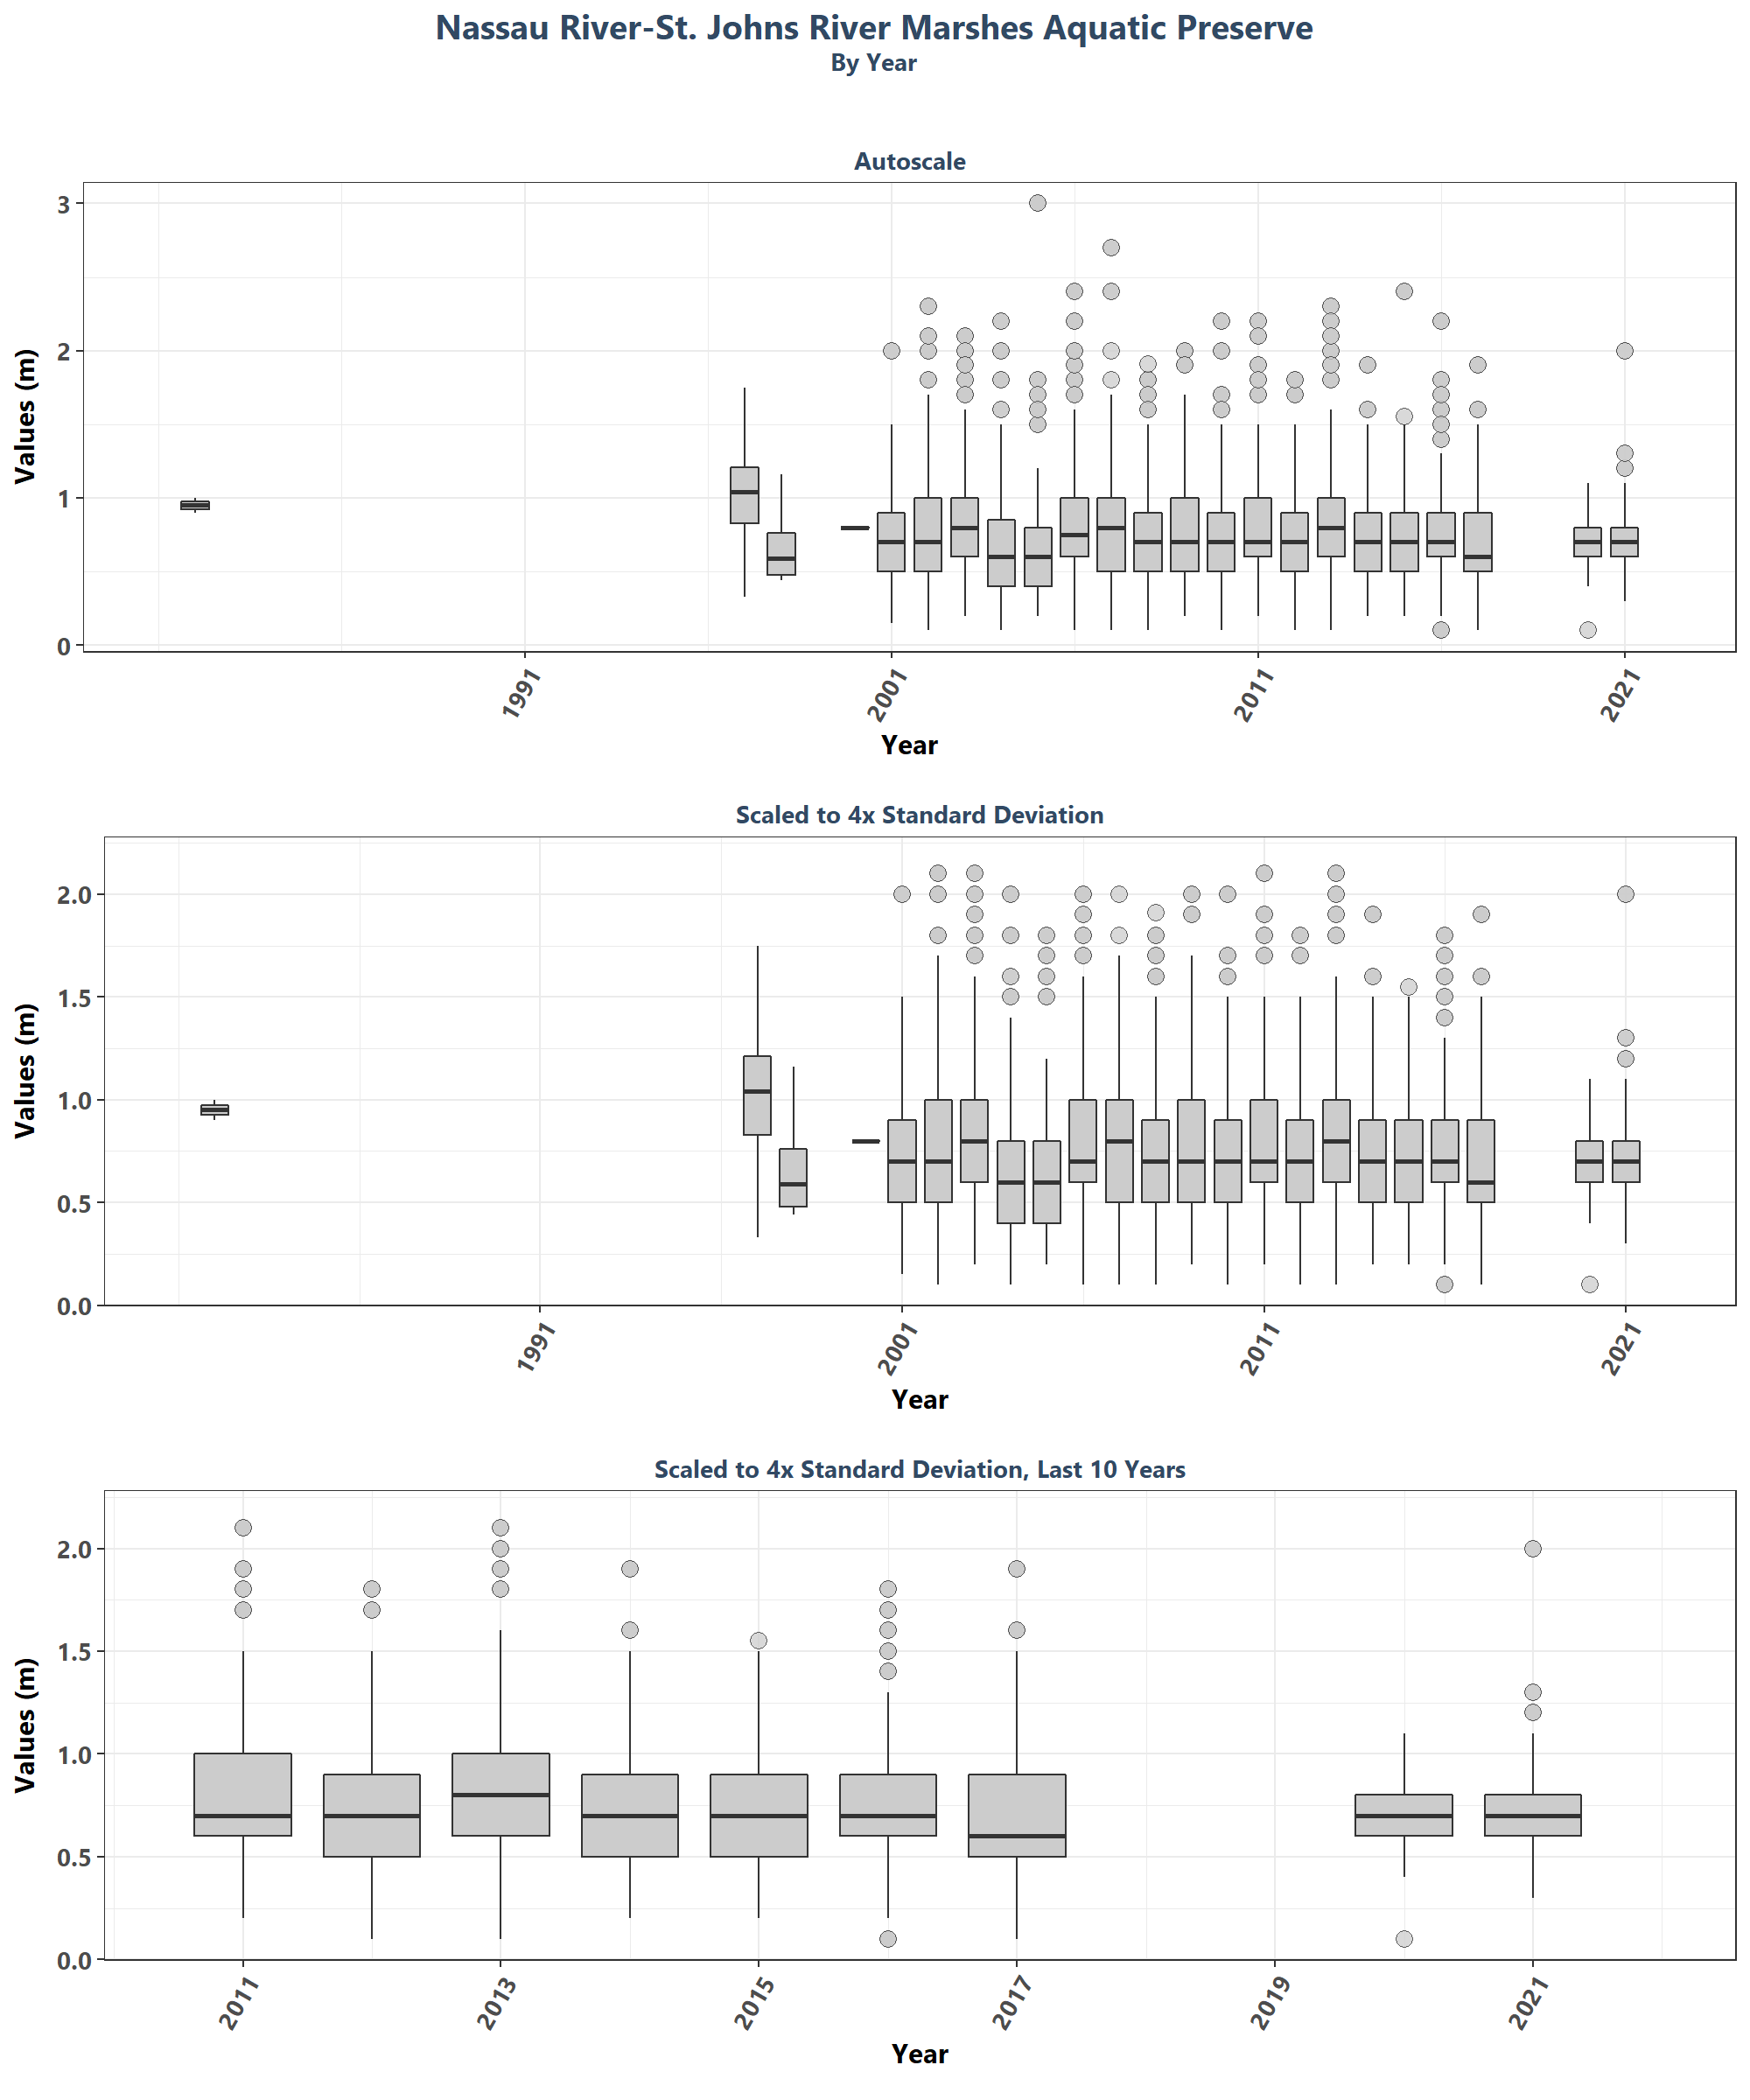 Nassau River-St. Johns River Marshes Aquatic Preserve
By Year
Autoscale
Values (m)
3
2
1
0
1991
2001
2011
2021
Year
Scaled to 4x Standard Deviation
Values (m)
2.0
1.5
1.0
0.5
0.0
1991
2001
2011
2021
Year
Scaled to 4x Standard Deviation, Last 10 Years
Values (m)
2.0
1.5
1.0
0.5
0.0
2011
2013
2015
2017
2019
2021
Year